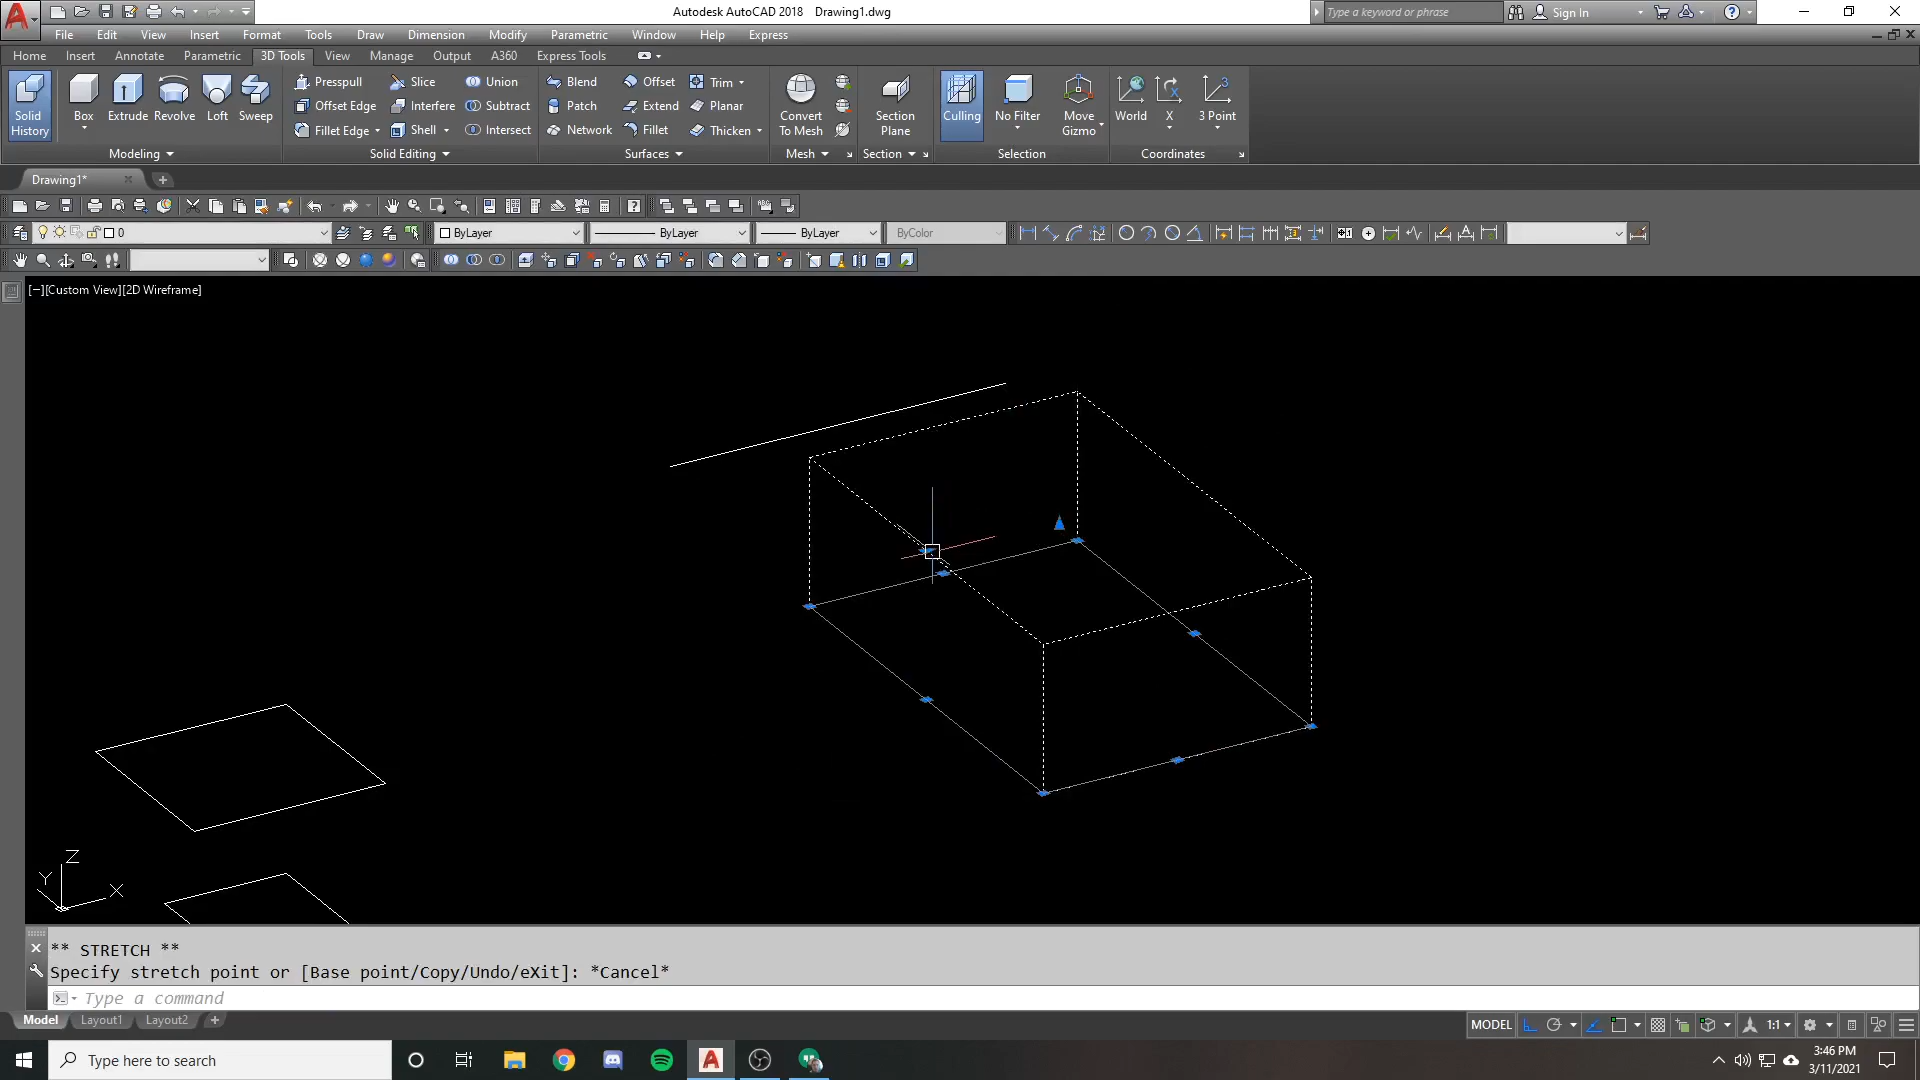 Autodesk AutoCAD 2018 Drawing1.dwg
Type a keyword or phrase
Sign In
File Edit View Insert Format Tools Draw Dimension Modify Parametric Window Help Express
Home Insert Annotate Parametric 3D Tools View Manage Output A360 Express Tools
Presspull Slice Union Blend Offset Trim
Solid History
Box Extrude Revolve Loft Sweep
Offset Edge Interfere Subtract Patch Extend Planar
Convert To Mesh
Section Plane
Culling No Filter Move Gizmo World X 3 Point
Fillet Edge Shell Intersect Network Fillet Thicken
Modeling Solid Editing Surfaces Mesh Section Selection Coordinates
Drawing1*
0 ByLayer ByLayer ByLayer ByColor
[−][Custom View][2D Wireframe]
Z
Y
X
** STRETCH **
Specify stretch point or [Base point/Copy/Undo/eXit]: *Cancel*
Type a command
Model Layout1 Layout2
MODEL 1:1
Type here to search
3:46 PM
3/11/2021